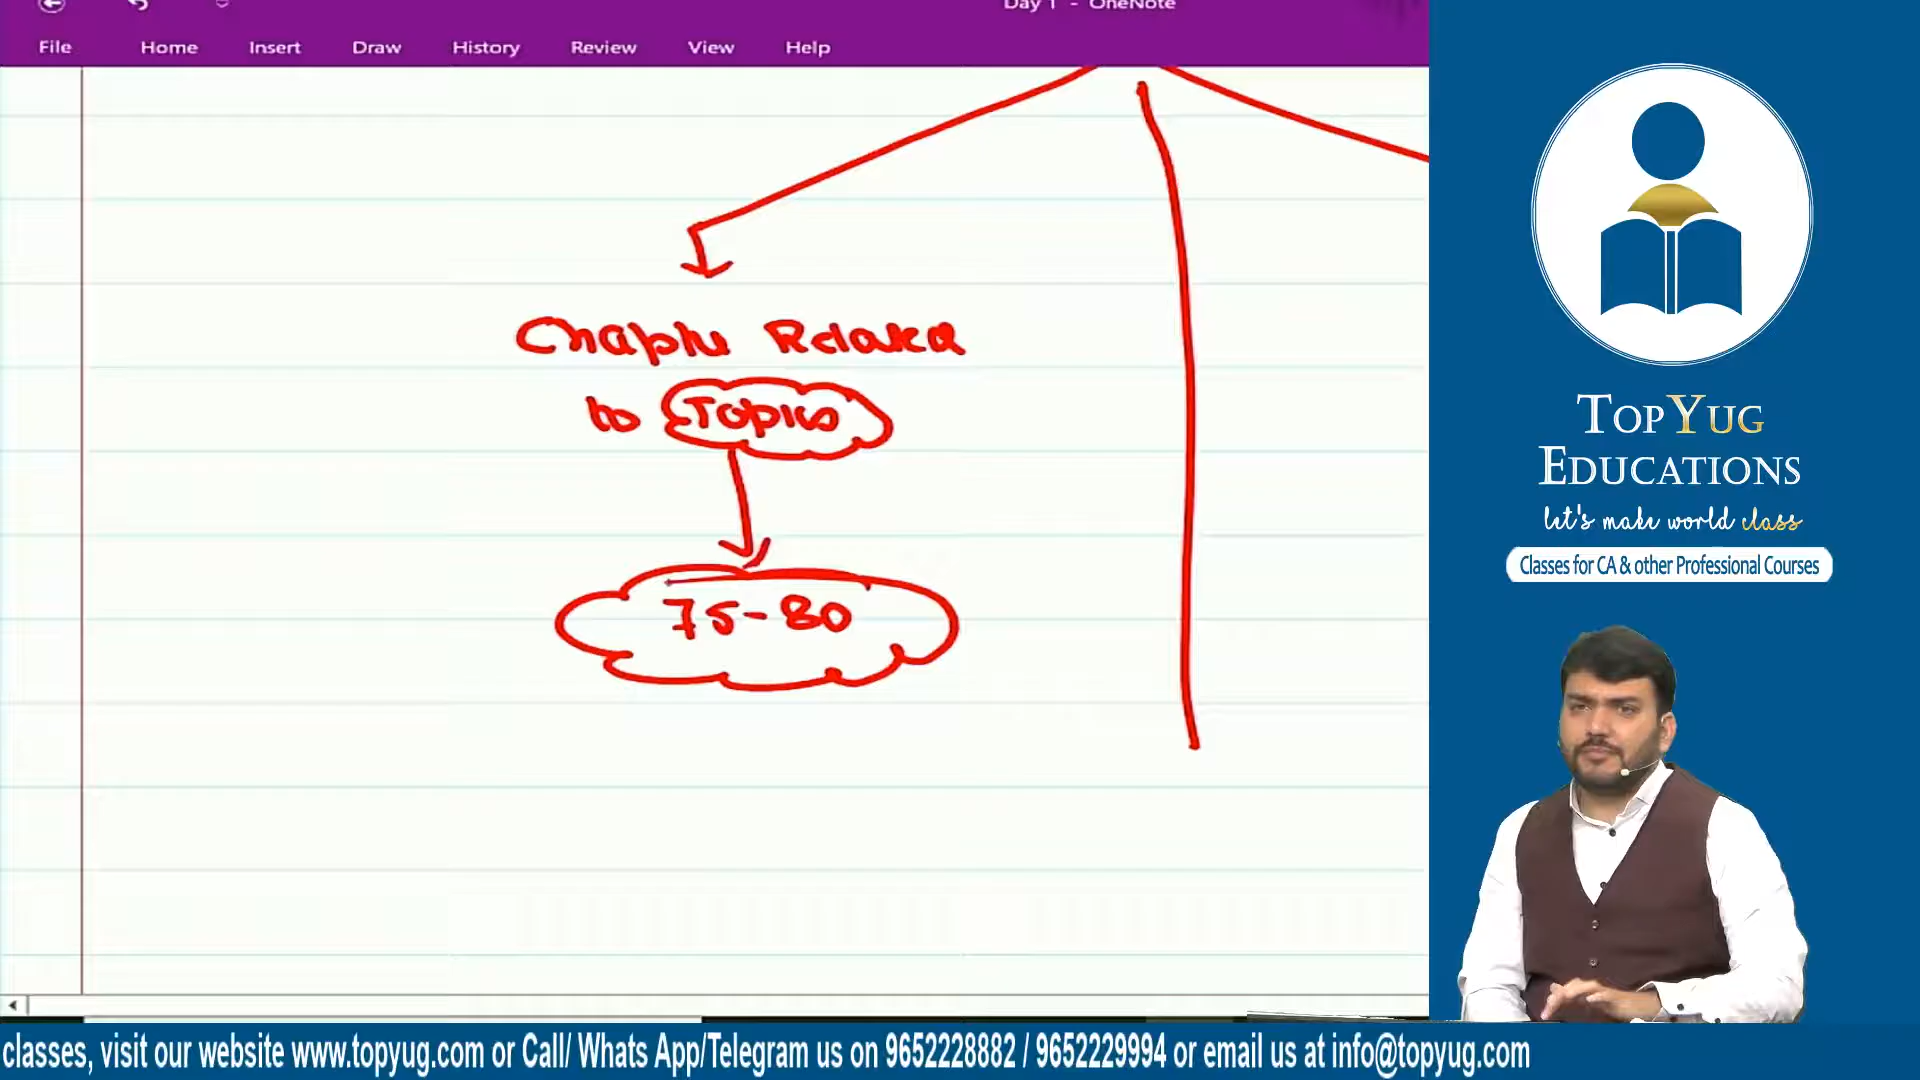 Day 1 - OneNote
File Home Insert Draw History Review View Help
Chapter Related
to Topics
75-80
TOPYUG
EDUCATIONS
let's make world class
Classes for CA & other Professional Courses
classes, visit our website www.topyug.com or Call/ Whats App/Telegram us on 9652228882 / 9652229994 or email us at info@topyug.com